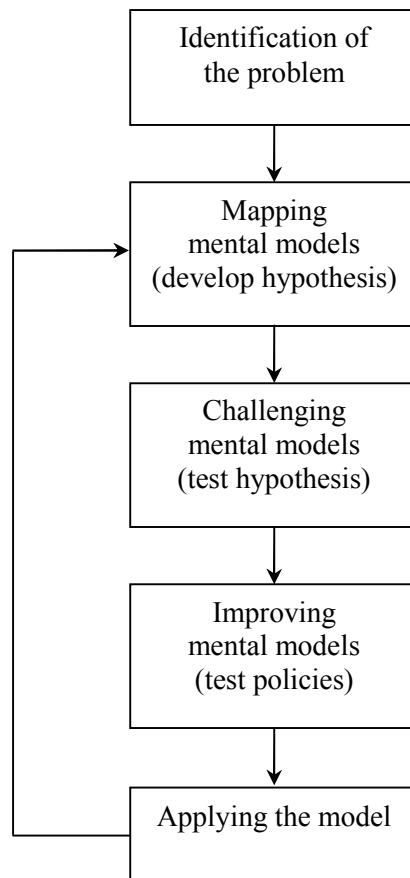 Identification of
the problem
Mapping
mental models
(develop hypothesis)
Challenging
mental models
(test hypothesis)
Improving
mental models
(test policies)
Applying the model